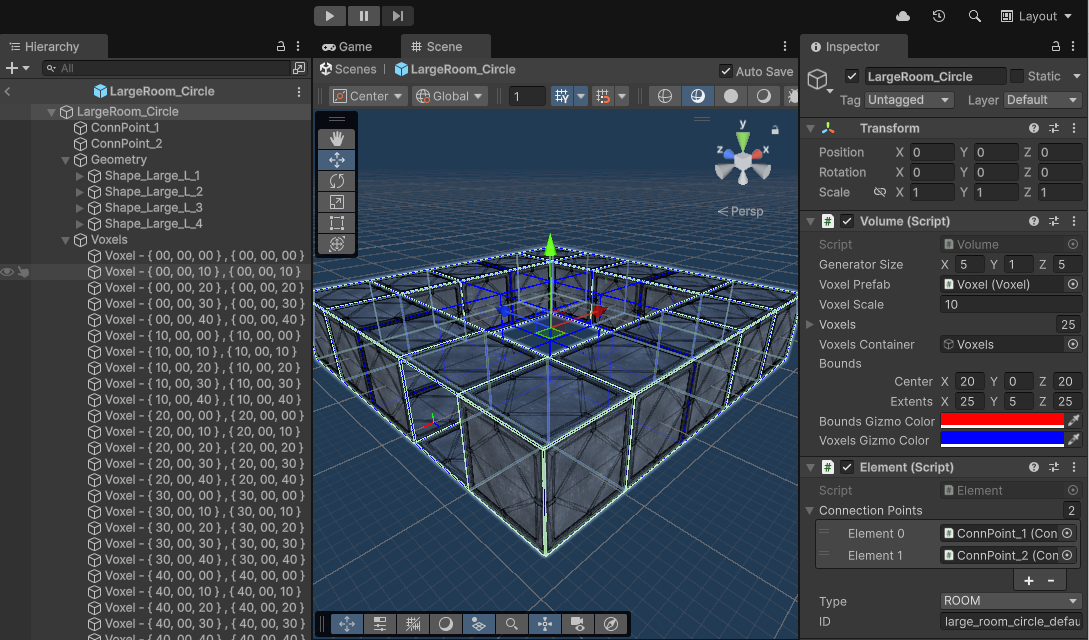 Layout
Hierarchy
Game
Scene
Inspector
All
Scenes
LargeRoom_Circle
Auto Save
LargeRoom_Circle
Static
LargeRoom_Circle
Center
Global
1
Tag Untagged
Layer Default
LargeRoom_Circle
ConnPoint_1
ConnPoint_2
Geometry
Shape_Large_L_1
Shape_Large_L_2
Shape_Large_L_3
Shape_Large_L_4
Voxels
Voxel – { 00, 00, 00 } , { 00, 00, 00 }
Voxel – { 00, 00, 10 } , { 00, 00, 10 }
Voxel – { 00, 00, 20 } , { 00, 00, 20 }
Voxel – { 00, 00, 30 } , { 00, 00, 30 }
Voxel – { 00, 00, 40 } , { 00, 00, 40 }
Voxel – { 10, 00, 00 } , { 10, 00, 00 }
Voxel – { 10, 00, 10 } , { 10, 00, 10 }
Voxel – { 10, 00, 20 } , { 10, 00, 20 }
Voxel – { 10, 00, 30 } , { 10, 00, 30 }
Voxel – { 10, 00, 40 } , { 10, 00, 40 }
Voxel – { 20, 00, 00 } , { 20, 00, 00 }
Voxel – { 20, 00, 10 } , { 20, 00, 10 }
Voxel – { 20, 00, 20 } , { 20, 00, 20 }
Voxel – { 20, 00, 30 } , { 20, 00, 30 }
Voxel – { 20, 00, 40 } , { 20, 00, 40 }
Voxel – { 30, 00, 00 } , { 30, 00, 00 }
Voxel – { 30, 00, 10 } , { 30, 00, 10 }
Voxel – { 30, 00, 20 } , { 30, 00, 20 }
Voxel – { 30, 00, 30 } , { 30, 00, 30 }
Voxel – { 30, 00, 40 } , { 30, 00, 40 }
Voxel – { 40, 00, 00 } , { 40, 00, 00 }
Voxel – { 40, 00, 10 } , { 40, 00, 10 }
Voxel – { 40, 00, 20 } , { 40, 00, 20 }
Voxel – { 40, 00, 30 } , { 40, 00, 30 }
Voxel – { 40, 00, 40 } , { 40, 00, 40 }
y
z
x
Persp
Transform
Position X 0 Y 0 Z 0
Rotation X 0 Y 0 Z 0
Scale X 1 Y 1 Z 1
# Volume (Script)
Script # Volume
Generator Size X 5 Y 1 Z 5
Voxel Prefab # Voxel (Voxel)
Voxel Scale 10
Voxels 25
Voxels Container Voxels
Bounds
Center X 20 Y 0 Z 20
Extents X 25 Y 5 Z 25
Bounds Gizmo Color
Voxels Gizmo Color
# Element (Script)
Script # Element
Connection Points 2
Element 0 # ConnPoint_1 (Con
Element 1 # ConnPoint_2 (Con
+ -
Type ROOM
ID large_room_circle_defau